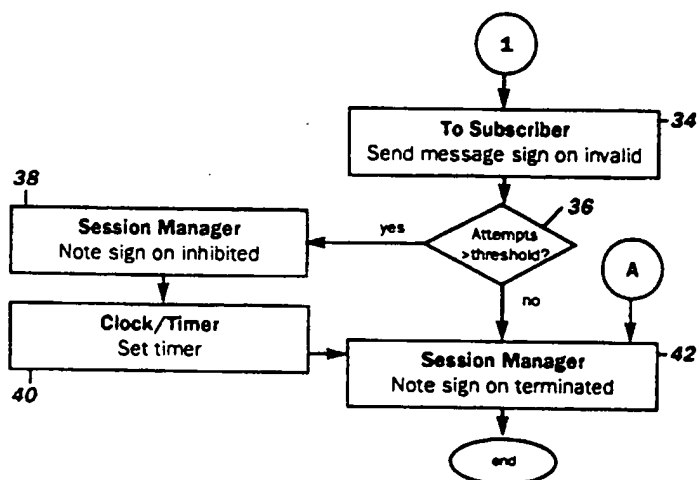 1
To Subscriber
Send message sign on invalid
34
38
Session Manager
Note sign on inhibited
yes
Attempts
>threshold?
36
A
no
Clock/Timer
Set timer
40
Session Manager
Note sign on terminated
42
end